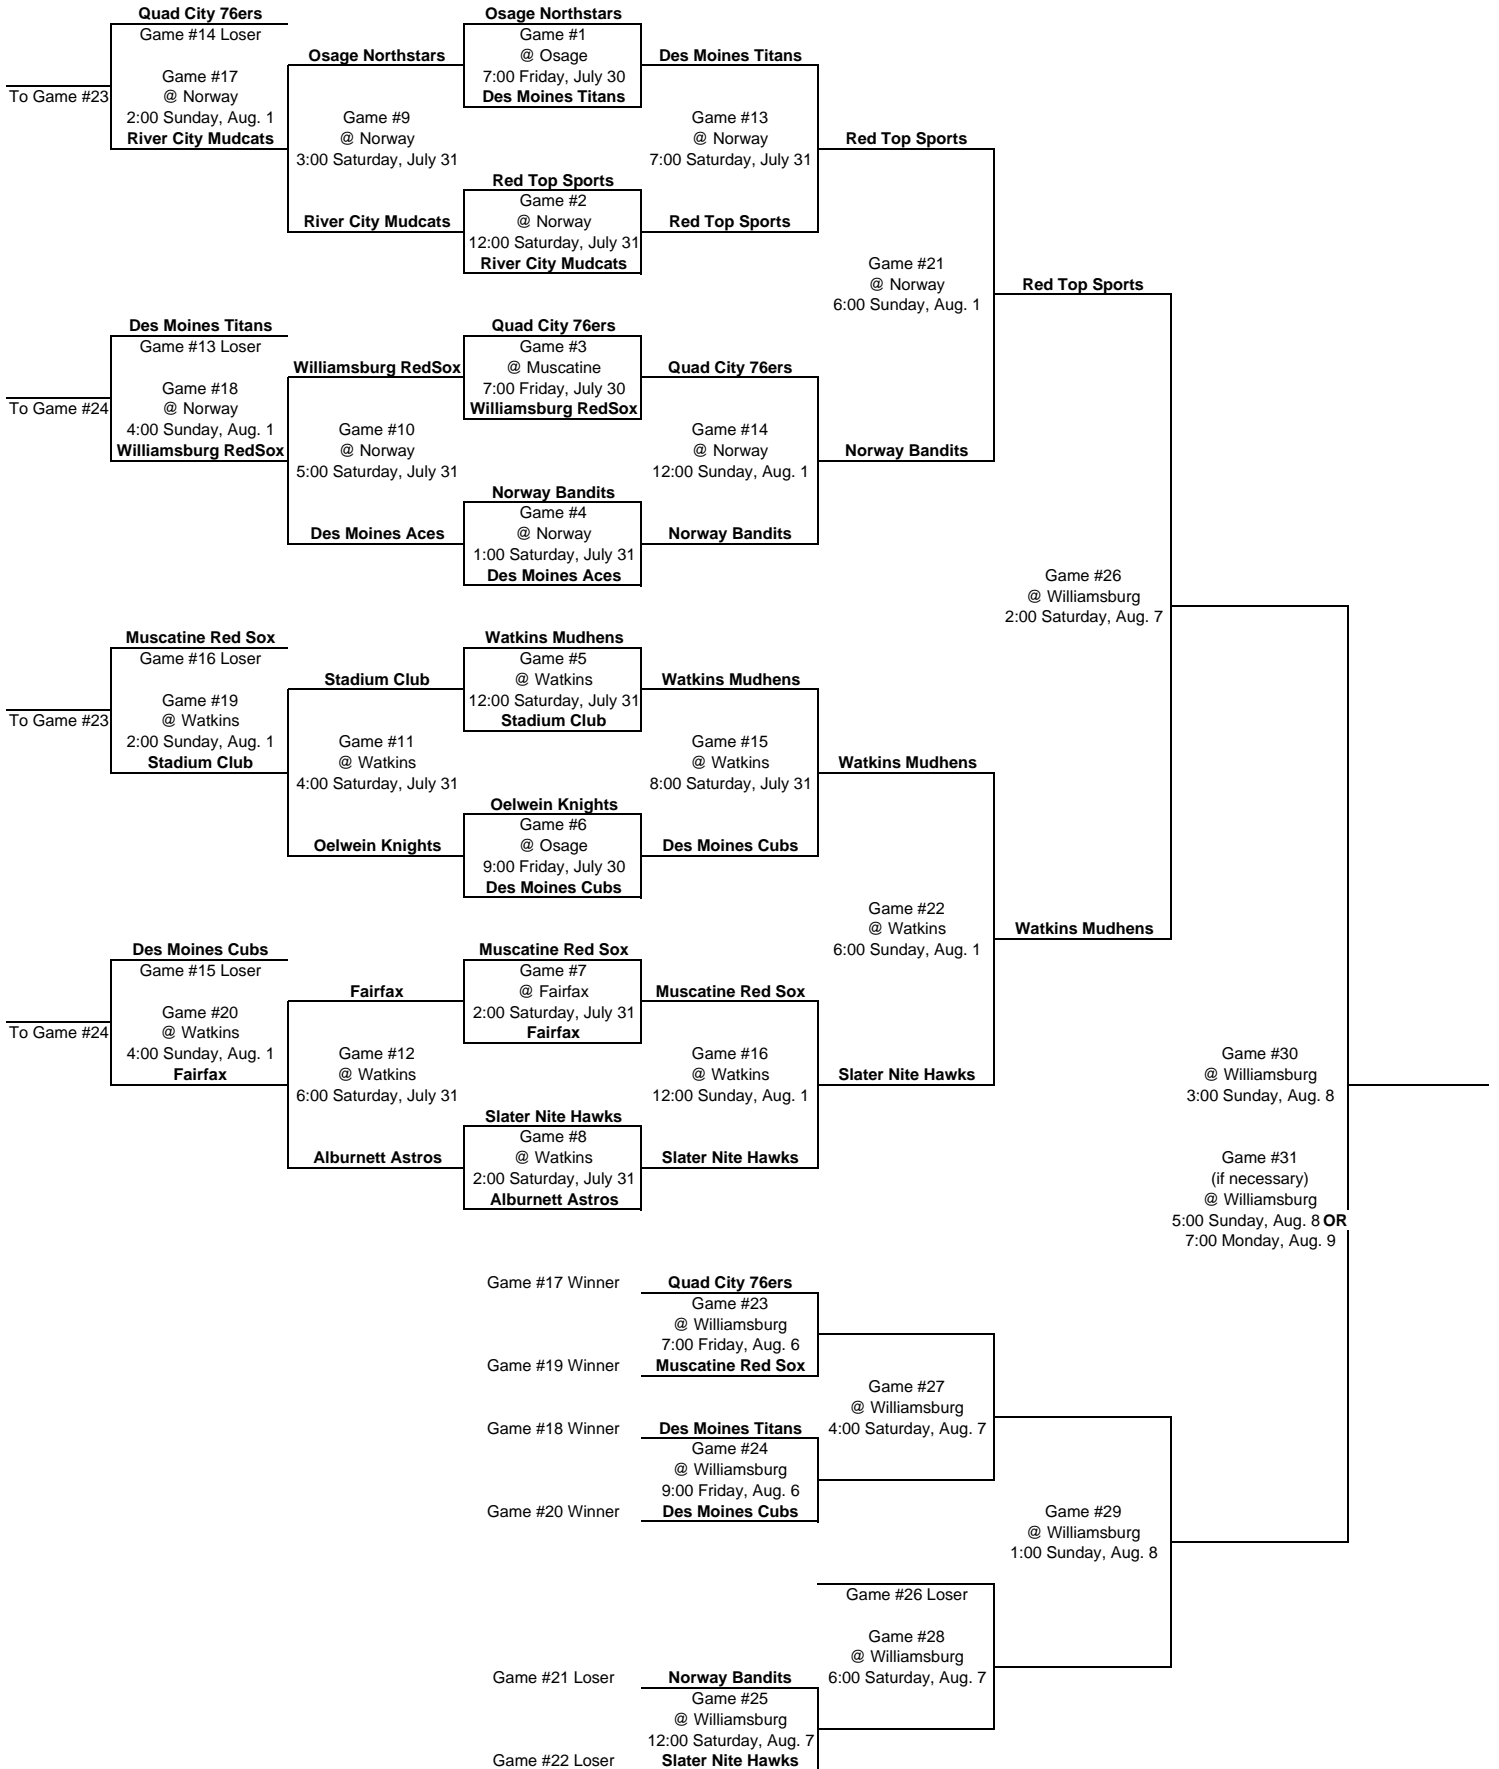 Quad City 76ers
Game #14 Loser
Game #17
@ Norway
2:00 Sunday, Aug. 1
River City Mudcats
To Game #23
Osage Northstars
Game #9
@ Norway
3:00 Saturday, July 31
River City Mudcats
Osage Northstars
Game #1
@ Osage
7:00 Friday, July 30
Des Moines Titans
Red Top Sports
Game #2
@ Norway
12:00 Saturday, July 31
River City Mudcats
Des Moines Titans
Game #13
@ Norway
7:00 Saturday, July 31
Red Top Sports
Red Top Sports
Game #21
@ Norway
6:00 Sunday, Aug. 1
Red Top Sports
Des Moines Titans
Game #13 Loser
Game #18
@ Norway
4:00 Sunday, Aug. 1
Williamsburg RedSox
To Game #24
Williamsburg RedSox
Game #10
@ Norway
5:00 Saturday, July 31
Des Moines Aces
Quad City 76ers
Game #3
@ Muscatine
7:00 Friday, July 30
Williamsburg RedSox
Norway Bandits
Game #4
@ Norway
1:00 Saturday, July 31
Des Moines Aces
Quad City 76ers
Game #14
@ Norway
12:00 Sunday, Aug. 1
Norway Bandits
Norway Bandits
Game #26
@ Williamsburg
2:00 Saturday, Aug. 7
Muscatine Red Sox
Game #16 Loser
Game #19
@ Watkins
2:00 Sunday, Aug. 1
Stadium Club
To Game #23
Stadium Club
Game #11
@ Watkins
4:00 Saturday, July 31
Oelwein Knights
Watkins Mudhens
Game #5
@ Watkins
12:00 Saturday, July 31
Stadium Club
Oelwein Knights
Game #6
@ Osage
9:00 Friday, July 30
Des Moines Cubs
Watkins Mudhens
Game #15
@ Watkins
8:00 Saturday, July 31
Des Moines Cubs
Watkins Mudhens
Game #22
@ Watkins
6:00 Sunday, Aug. 1
Watkins Mudhens
Des Moines Cubs
Game #15 Loser
Game #20
@ Watkins
4:00 Sunday, Aug. 1
Fairfax
To Game #24
Fairfax
Game #12
@ Watkins
6:00 Saturday, July 31
Alburnett Astros
Muscatine Red Sox
Game #7
@ Fairfax
2:00 Saturday, July 31
Fairfax
Slater Nite Hawks
Game #8
@ Watkins
2:00 Saturday, July 31
Alburnett Astros
Muscatine Red Sox
Game #16
@ Watkins
12:00 Sunday, Aug. 1
Slater Nite Hawks
Slater Nite Hawks
Game #30
@ Williamsburg
3:00 Sunday, Aug. 8
Game #31
(if necessary)
@ Williamsburg
5:00 Sunday, Aug. 8 OR
7:00 Monday, Aug. 9
Game #17 Winner
Quad City 76ers
Game #23
@ Williamsburg
7:00 Friday, Aug. 6
Game #19 Winner
Muscatine Red Sox
Game #27
@ Williamsburg
4:00 Saturday, Aug. 7
Game #18 Winner
Des Moines Titans
Game #24
@ Williamsburg
9:00 Friday, Aug. 6
Game #20 Winner
Des Moines Cubs
Game #29
@ Williamsburg
1:00 Sunday, Aug. 8
Game #26 Loser
Game #28
@ Williamsburg
6:00 Saturday, Aug. 7
Game #21 Loser
Norway Bandits
Game #25
@ Williamsburg
12:00 Saturday, Aug. 7
Game #22 Loser
Slater Nite Hawks